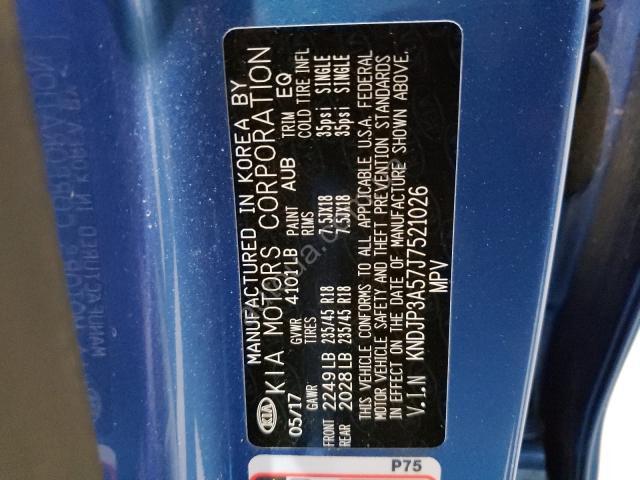 MANUFACTURED IN KOREA BY
KIA KIA MOTORS CORPORATION
05/17 GVWR 4101LB PAINT AUB TRIM EQ
GAWR TIRES RIMS COLD TIRE INFL
FRONT 2249LB 235/45 R18 7.5JX18 35psi SINGLE
REAR 2028LB 235/45 R18 7.5JX18 35psi SINGLE
THIS VEHICLE CONFORMS TO ALL APPLICABLE U.S.A. FEDERAL
MOTOR VEHICLE SAFETY AND THEFT PREVENTION STANDARDS
IN EFFECT ON THE DATE OF MANUFACTURE SHOWN ABOVE.
V.I.N KNDJP3A57J7521026
MPV
P75